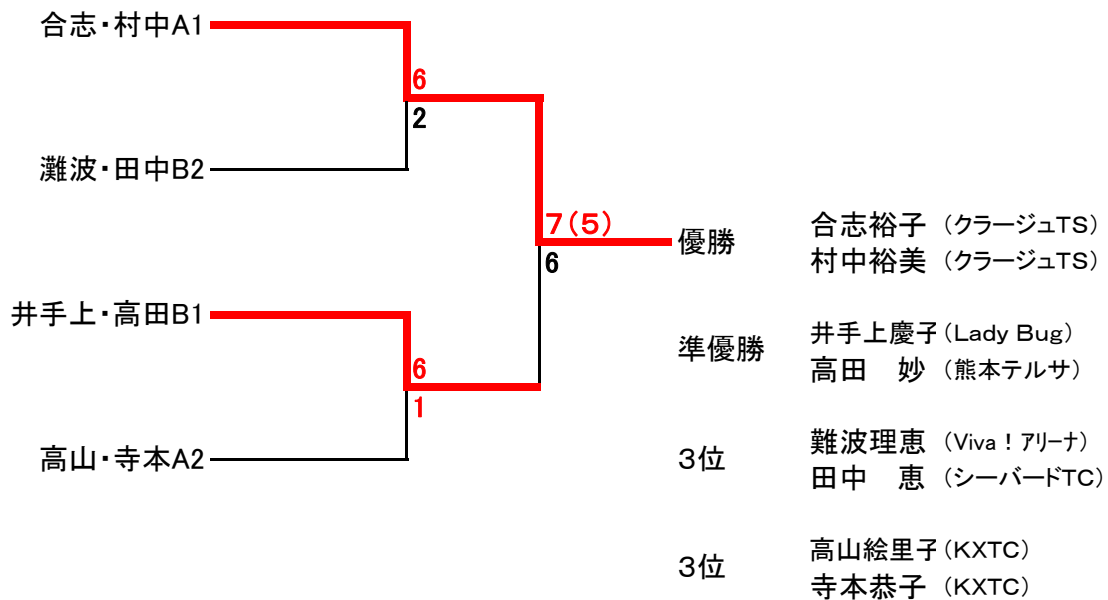 合志・村中A1
6
2
灘波・田中B2
7(5)
6
優勝
合志裕子 (クラージュTS)
村中裕美 (クラージュTS)
井手上・高田B1
6
1
準優勝
井手上慶子(Lady Bug)
高田　妙 (熊本テルサ)
高山・寺本A2
3位
難波理恵 (Viva！アリーナ)
田中　恵 (シーバードTC)
3位
高山絵里子(KXTC)
寺本恭子 (KXTC)